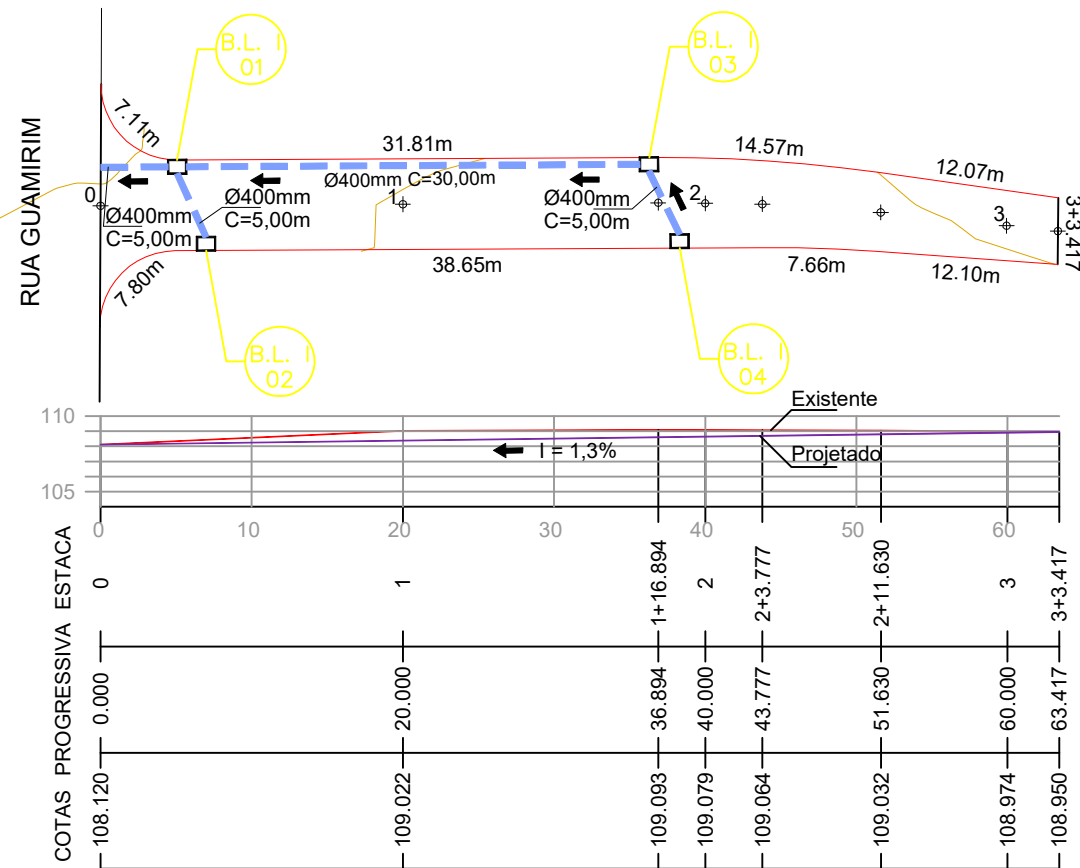 B.L. I
01
B.L. I
03
7.11m
31.81m
14.57m
12.07m
RUA GUAMIRIM
0
Ø400mm
C=5,00m
Ø400mm
C=5,00m
Ø400mm C=30,00m
1
Ø400mm
C=5,00m
2
3
3+3.417
7.80m
38.65m
7.66m
12.10m
B.L. I
02
B.L. I
04
110
105
Existente
Projetado
I = 1,3%
0 10 20 30 40 50 60
ESTACA
0 1 1+16.894 2 2+3.777 2+11.630 3 3+3.417
PROGRESSIVA
0.000 20.000 36.894 40.000 43.777 51.630 60.000 63.417
COTAS
108.120 109.022 109.093 109.079 109.064 109.032 108.974 108.950